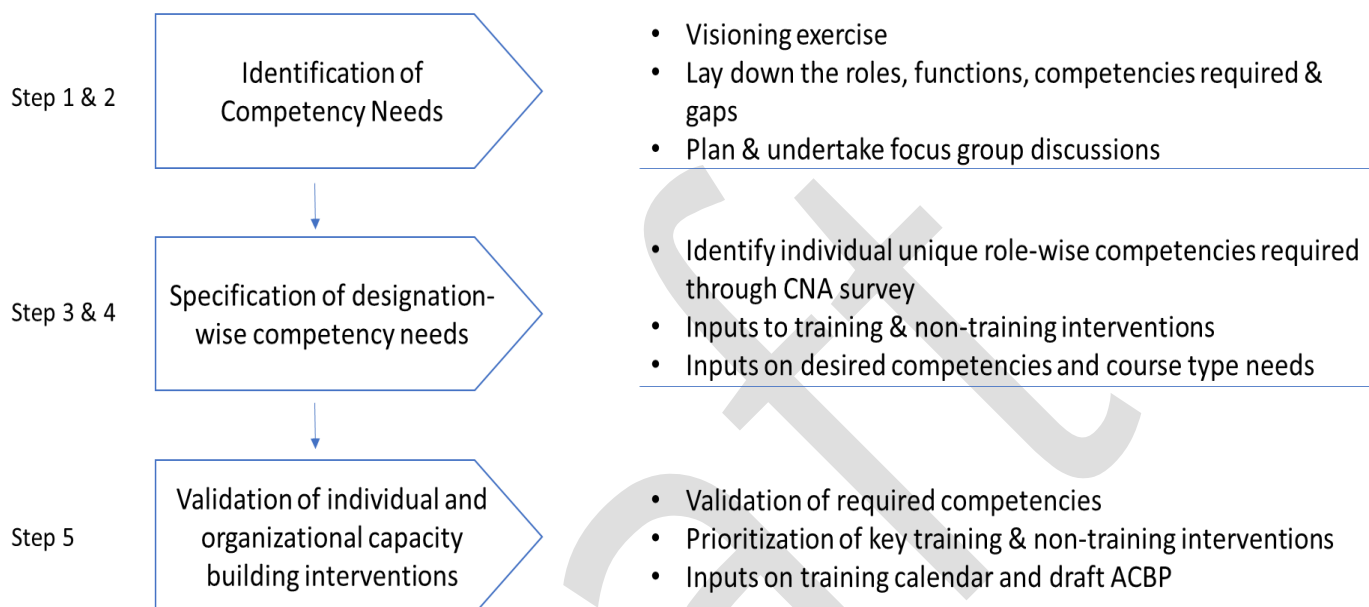 Step 1 & 2
Identification of
Competency Needs
• Visioning exercise
• Lay down the roles, functions, competencies required &
gaps
• Plan & undertake focus group discussions
Step 3 & 4
Specification of designation-
wise competency needs
• Identify individual unique role-wise competencies required
through CNA survey
• Inputs to training & non-training interventions
• Inputs on desired competencies and course type needs
Step 5
Validation of individual and
organizational capacity
building interventions
• Validation of required competencies
• Prioritization of key training & non-training interventions
• Inputs on training calendar and draft ACBP
aft